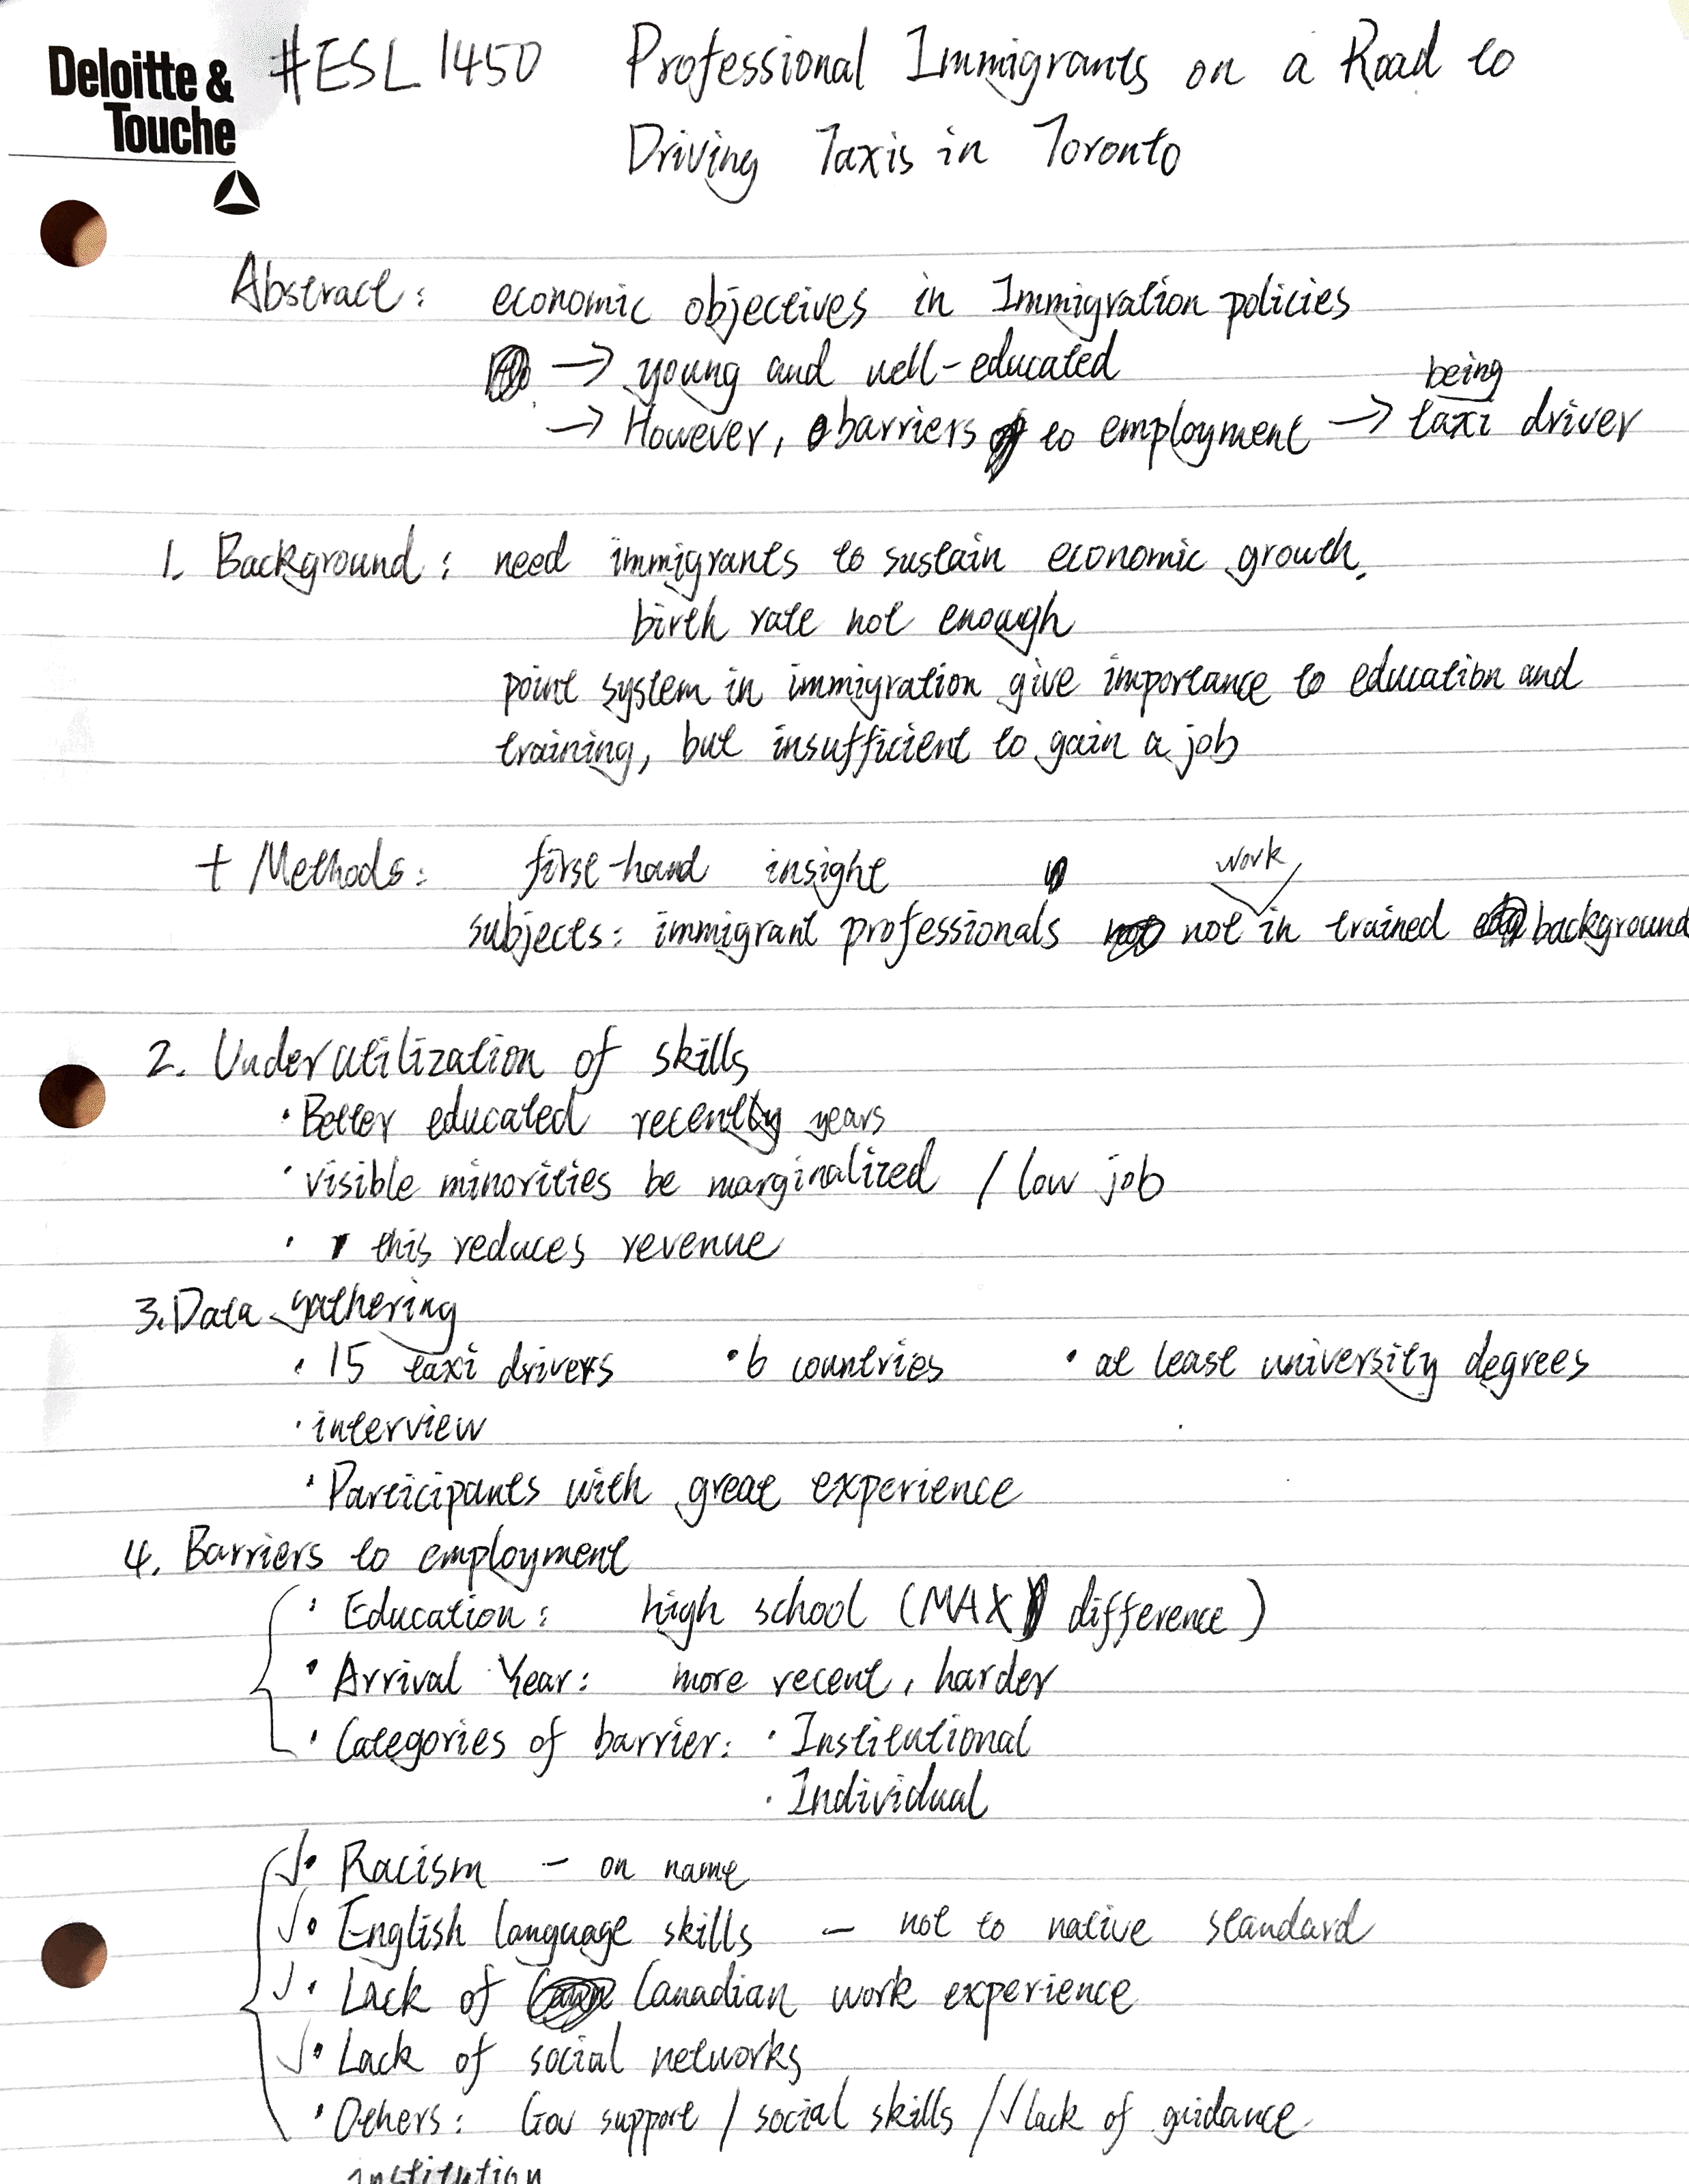 Deloitte &
Touche
#ESL1450 Professional Immigrants on a Road to
Driving Taxis in Toronto
Abstract: economic objectives in Immigration policies
→ young and well-educated
being
→ However, barriers to employment → taxi driver
1. Background: need immigrants to sustain economic growth.
birth rate not enough
point system in immigration give importance to education and
training, but insufficient to gain a job
work
+ Methods: first-hand insight
subjects: immigrant professionals not in trained background
2. Underutilization of skills
• Better educated recent years
• visible minorities be marginalized / low job
• this reduces revenue
3. Data gathering
• 15 taxi drivers • 6 countries • at least university degrees
• interview
• Participants with great experience
4. Barriers to employment
• Education: high school (MAX difference)
• Arrival Year: more recent, harder
• Categories of barrier: • Institutional
• Individual
√• Racism – on name
√• English language skills – not to native standard
√• Lack of Canadian work experience
√• Lack of social networks
• Others: Gov support / social skills /√ lack of guidance
institution